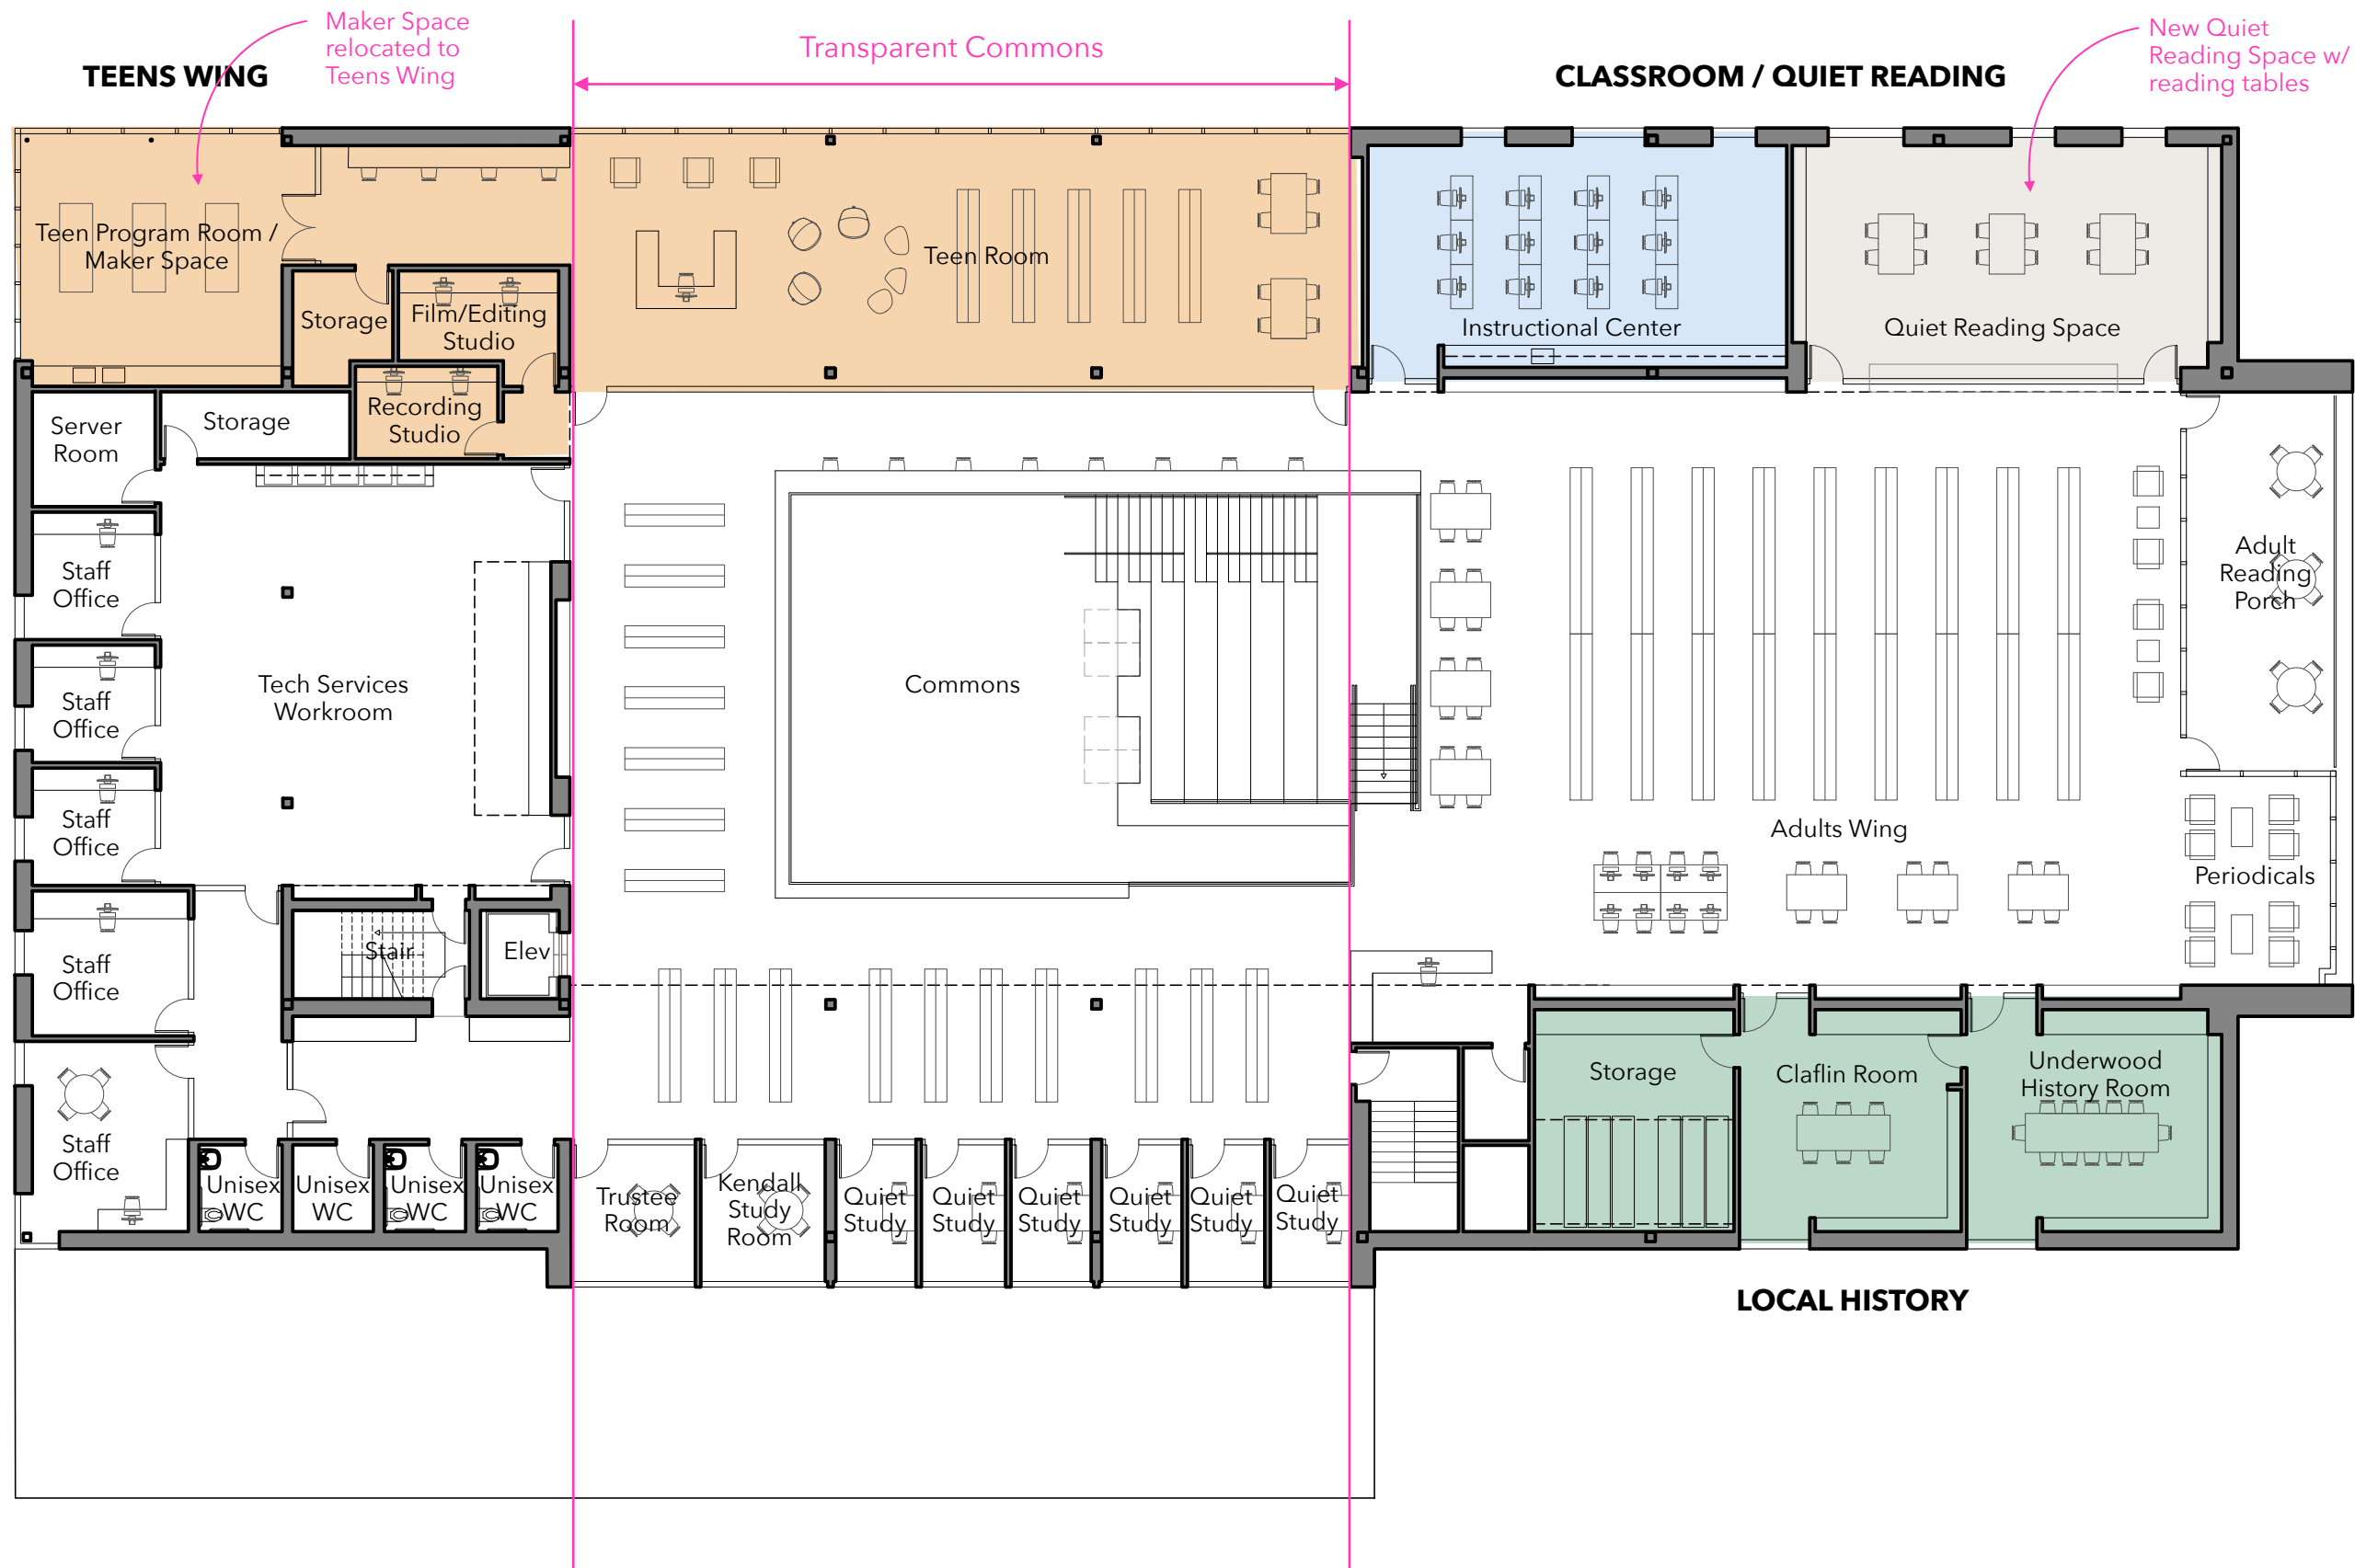 Maker Space
relocated to
Teens Wing
Transparent Commons
New Quiet
Reading Space w/
reading tables
TEENS WING
CLASSROOM / QUIET READING
Teen Program Room /
Maker Space
Teen Room
Storage
Film/Editing
Studio
Instructional Center
Quiet Reading Space
Server
Room
Storage
Recording
Studio
Staff
Office
Adult
Reading
Porch
Staff
Office
Tech Services
Workroom
Commons
Staff
Office
Adults Wing
Periodicals
Staff
Office
Stair
Elev
Storage
Claflin Room
Underwood
History Room
Staff
Office
Unisex
WC
Unisex
WC
Unisex
WC
Unisex
WC
Trustee
Room
Kendall
Study
Room
Quiet
Study
Quiet
Study
Quiet
Study
Quiet
Study
Quiet
Study
Quiet
Study
LOCAL HISTORY